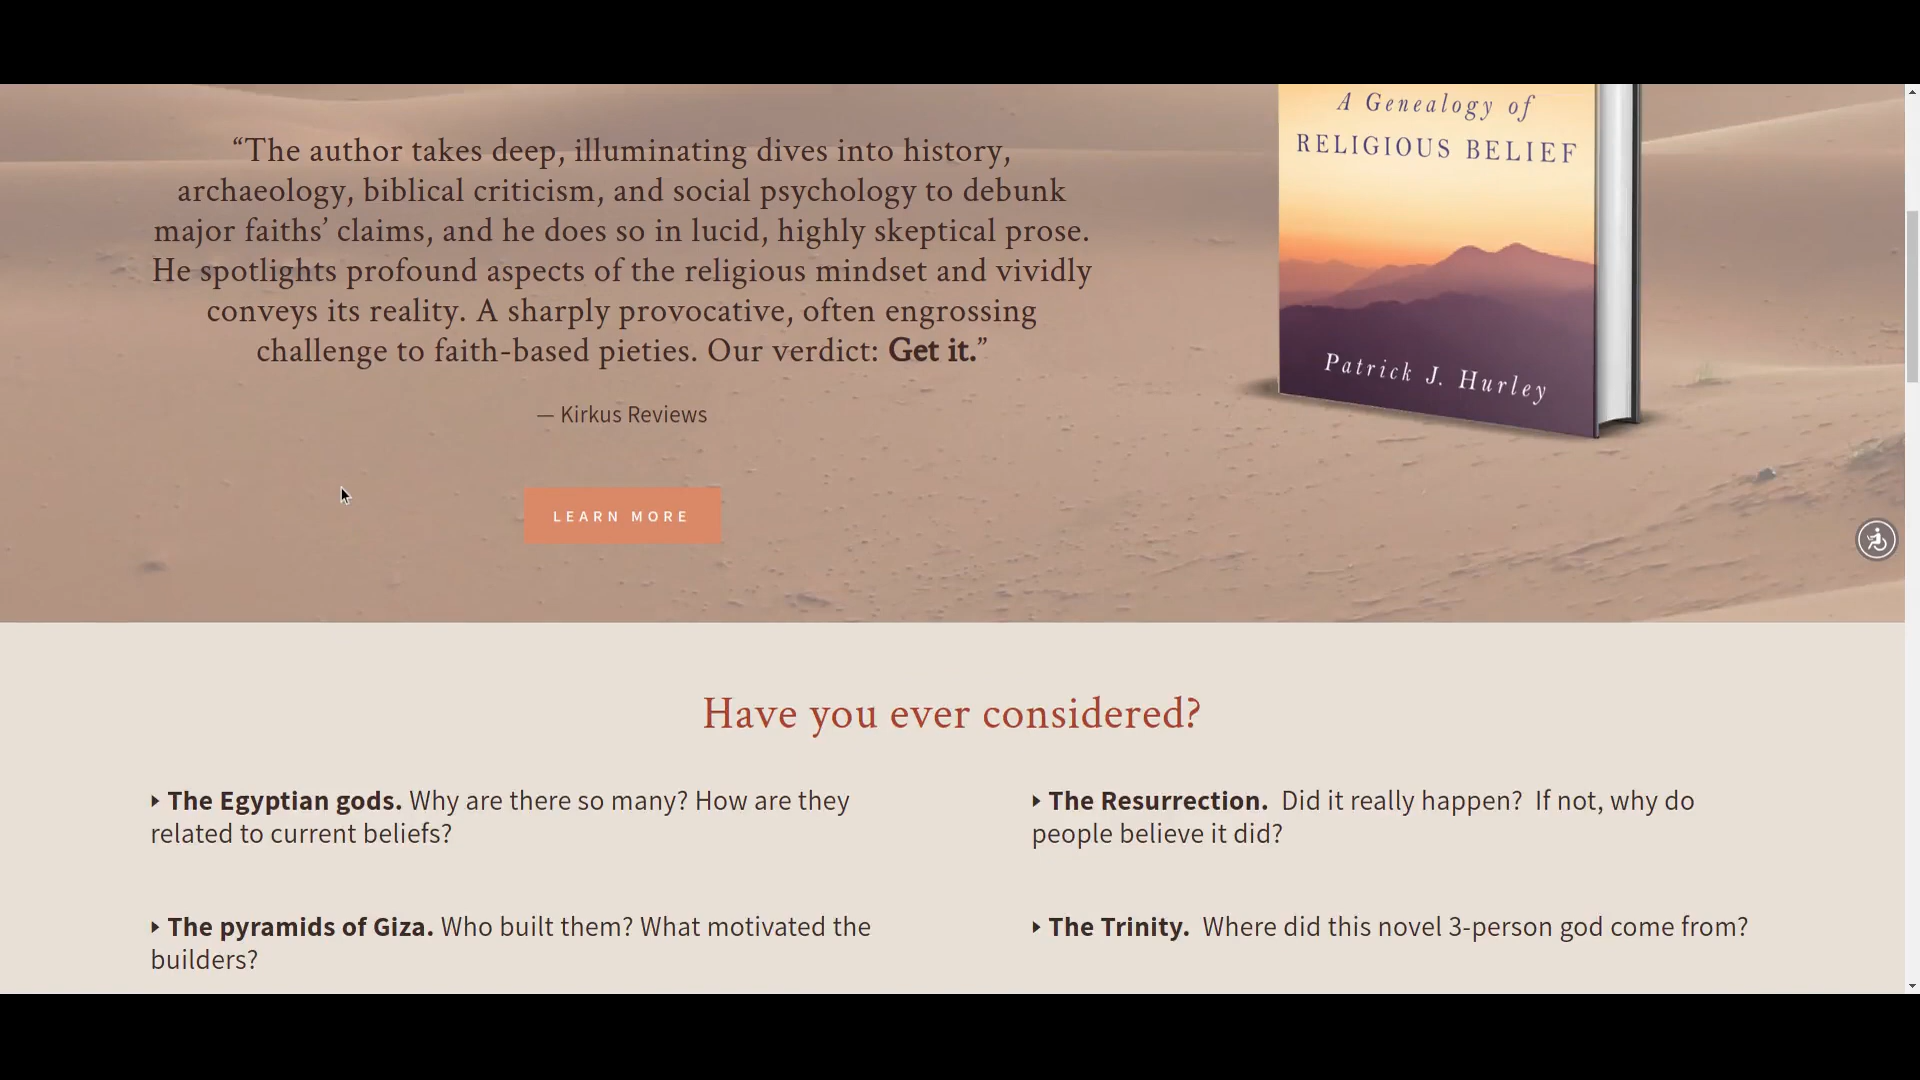 “The author takes deep, illuminating dives into history,
archaeology, biblical criticism, and social psychology to debunk
major faiths’ claims, and he does so in lucid, highly skeptical prose.
He spotlights profound aspects of the religious mindset and vividly
conveys its reality. A sharply provocative, often engrossing
challenge to faith-based pieties. Our verdict: Get it.”
— Kirkus Reviews
LEARN MORE
A Genealogy of
RELIGIOUS BELIEF
Patrick J. Hurley
Have you ever considered?
The Egyptian gods. Why are there so many? How are they
related to current beliefs?
The Resurrection.  Did it really happen?  If not, why do
people believe it did?
The pyramids of Giza. Who built them? What motivated the
builders?
The Trinity.  Where did this novel 3-person god come from?